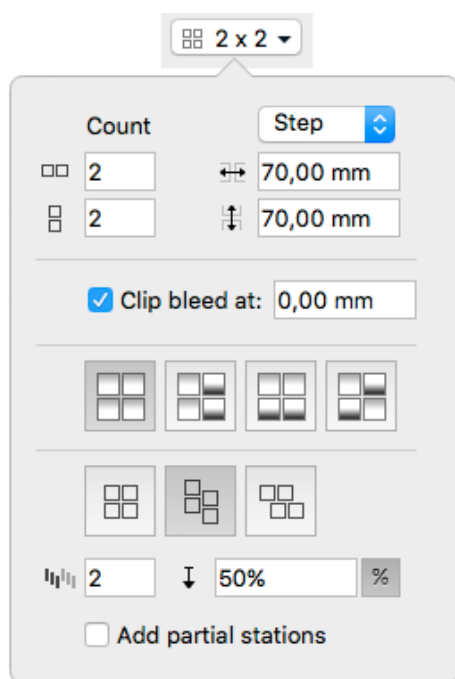 2 x 2
Count Step
2 70,00 mm
2 70,00 mm
Clip bleed at: 0,00 mm
2 50% %
Add partial stations